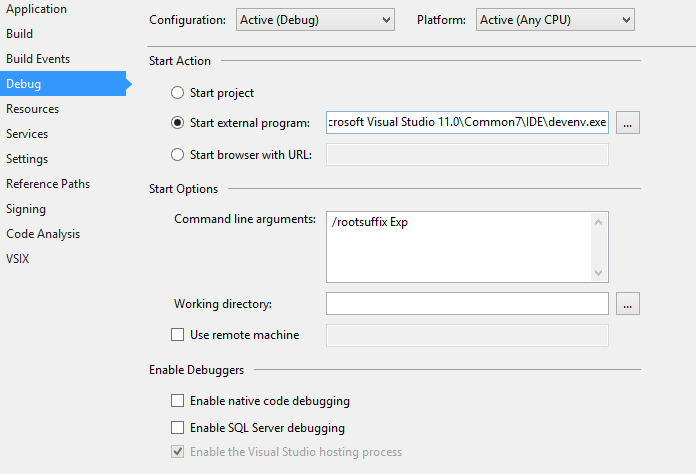 Application
Build
Build Events
Debug
Resources
Services
Settings
Reference Paths
Signing
Code Analysis
VSIX
Configuration: Active (Debug) Platform: Active (Any CPU)
Start Action
Start project
Start external program: crosoft Visual Studio 11.0\Common7\IDE\devenv.exe ...
Start browser with URL:
Start Options
Command line arguments: /rootsuffix Exp
Working directory: ...
Use remote machine
Enable Debuggers
Enable native code debugging
Enable SQL Server debugging
Enable the Visual Studio hosting process